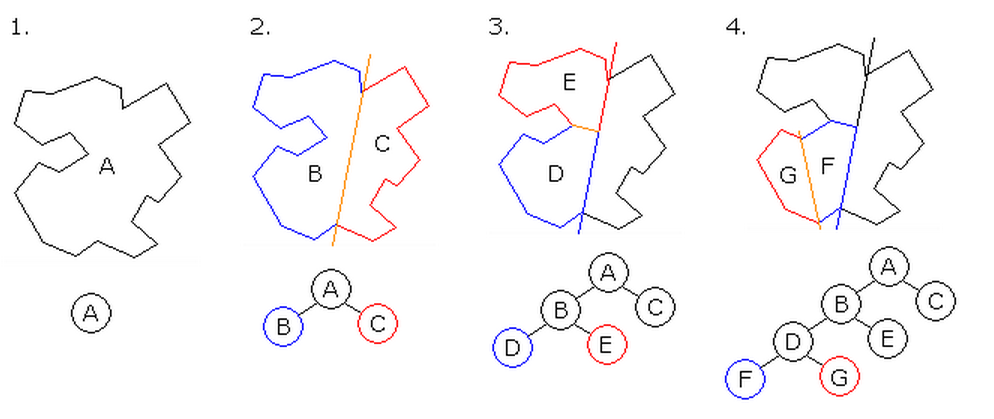 1. 2. 3. 4.
E
A B C D G F
A A A A
B C B C B C
D E D E
F G